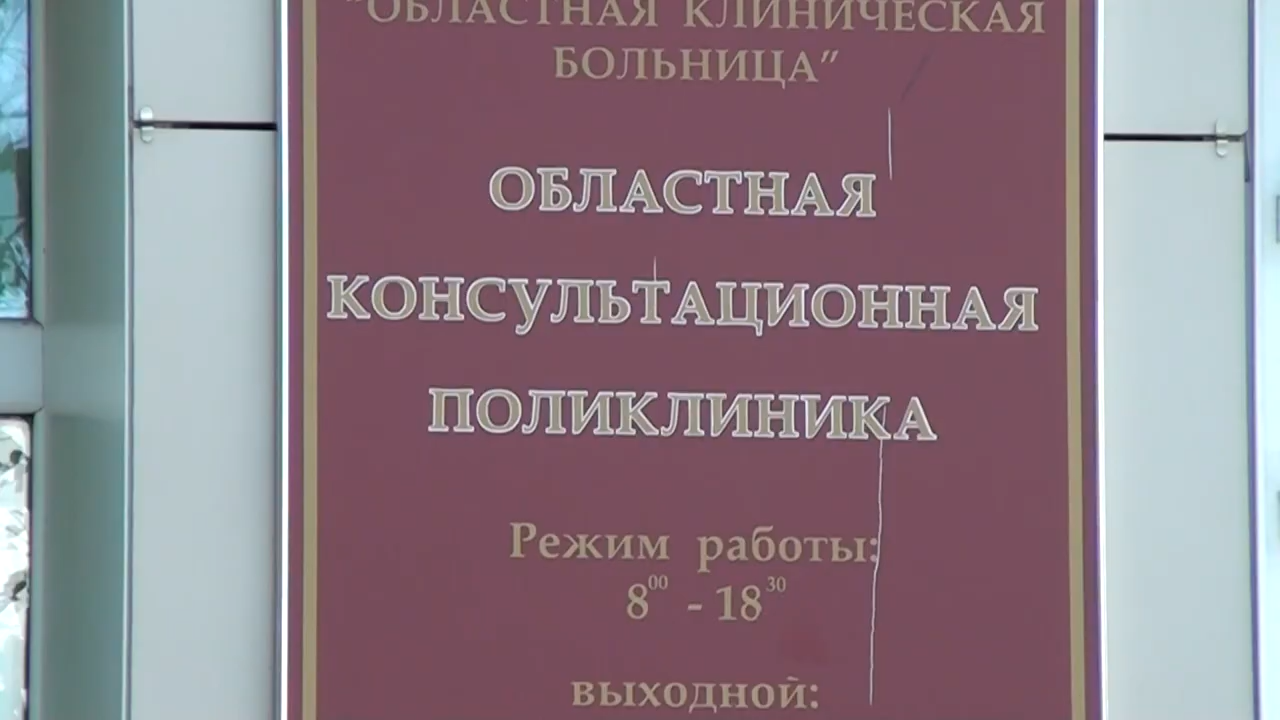 "ОБЛАСТНАЯ КЛИНИЧЕСКАЯ
БОЛЬНИЦА"
ОБЛАСТНАЯ
КОНСУЛЬТАЦИОННАЯ
ПОЛИКЛИНИКА
Режим работы:
8⁰⁰ - 18³⁰
выходной: